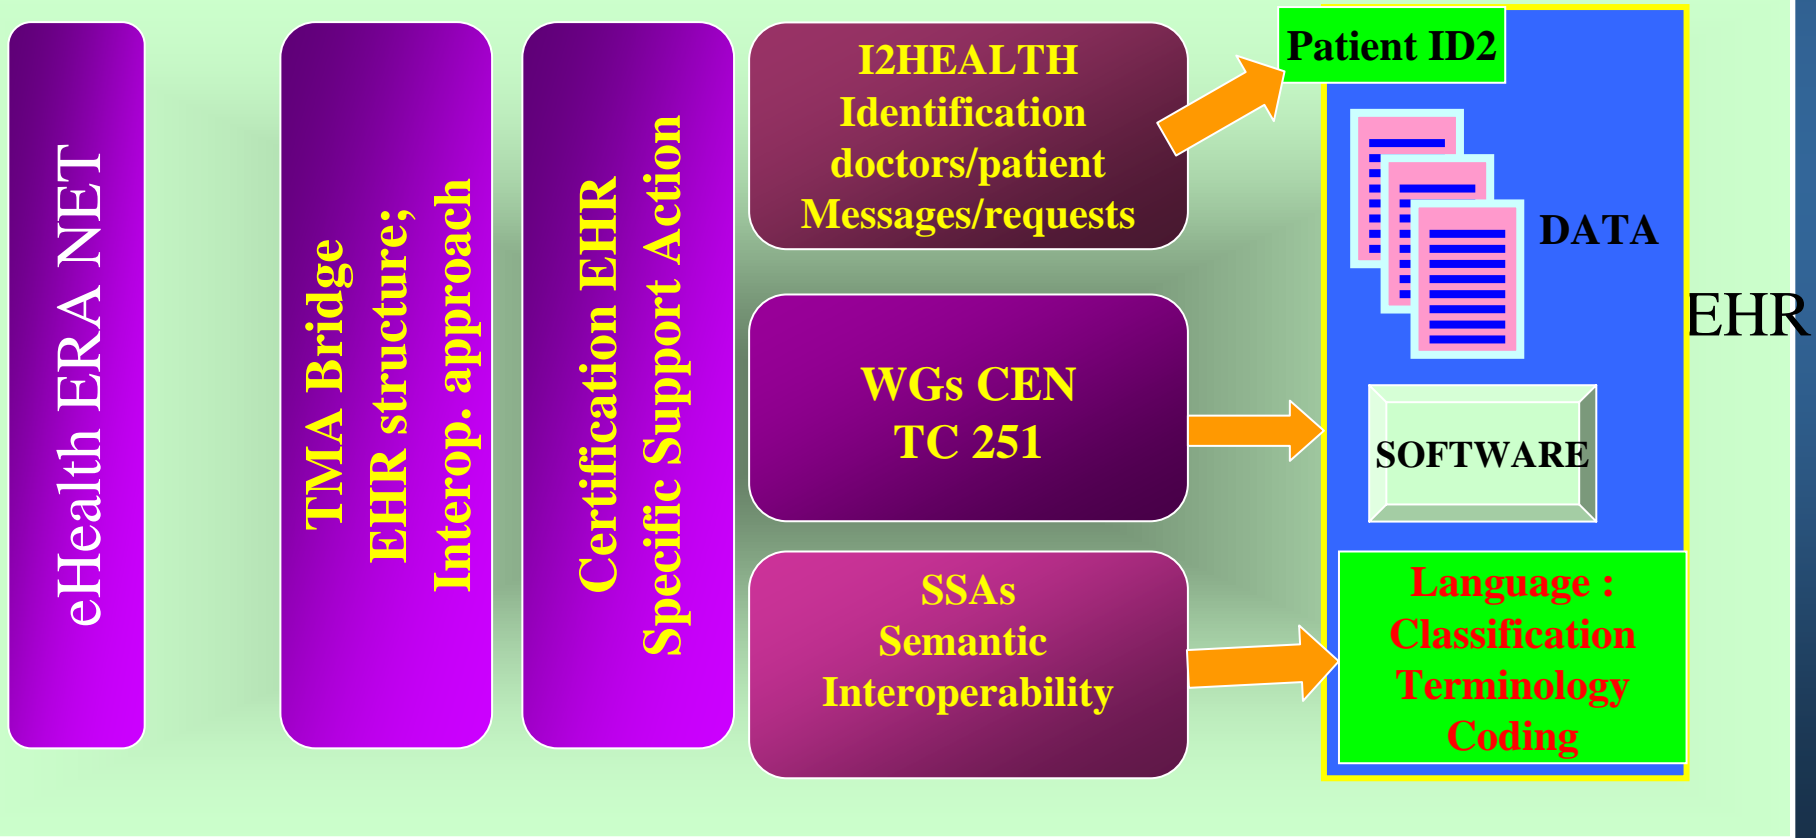 eHealth ERA NET
TMA Bridge
EHR structure;
Interop. approach
Certification EHR
Specific Support Action
I2HEALTH
Identification
doctors/patient
Messages/requests
WGs CEN
TC 251
SSAs
Semantic
Interoperability
Patient ID2
DATA
SOFTWARE
Language :
Classification
Terminology
Coding
EHR